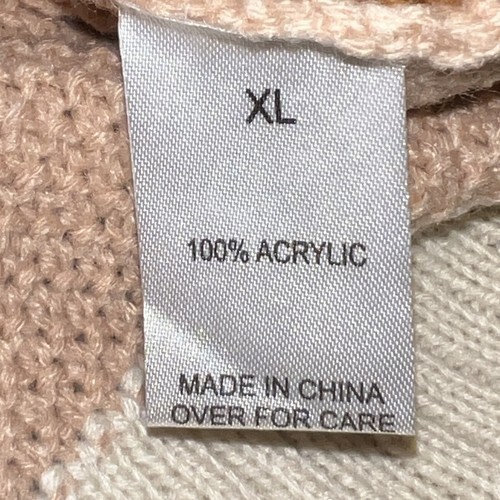 XL
100% ACRYLIC
MADE IN CHINA
OVER FOR CARE